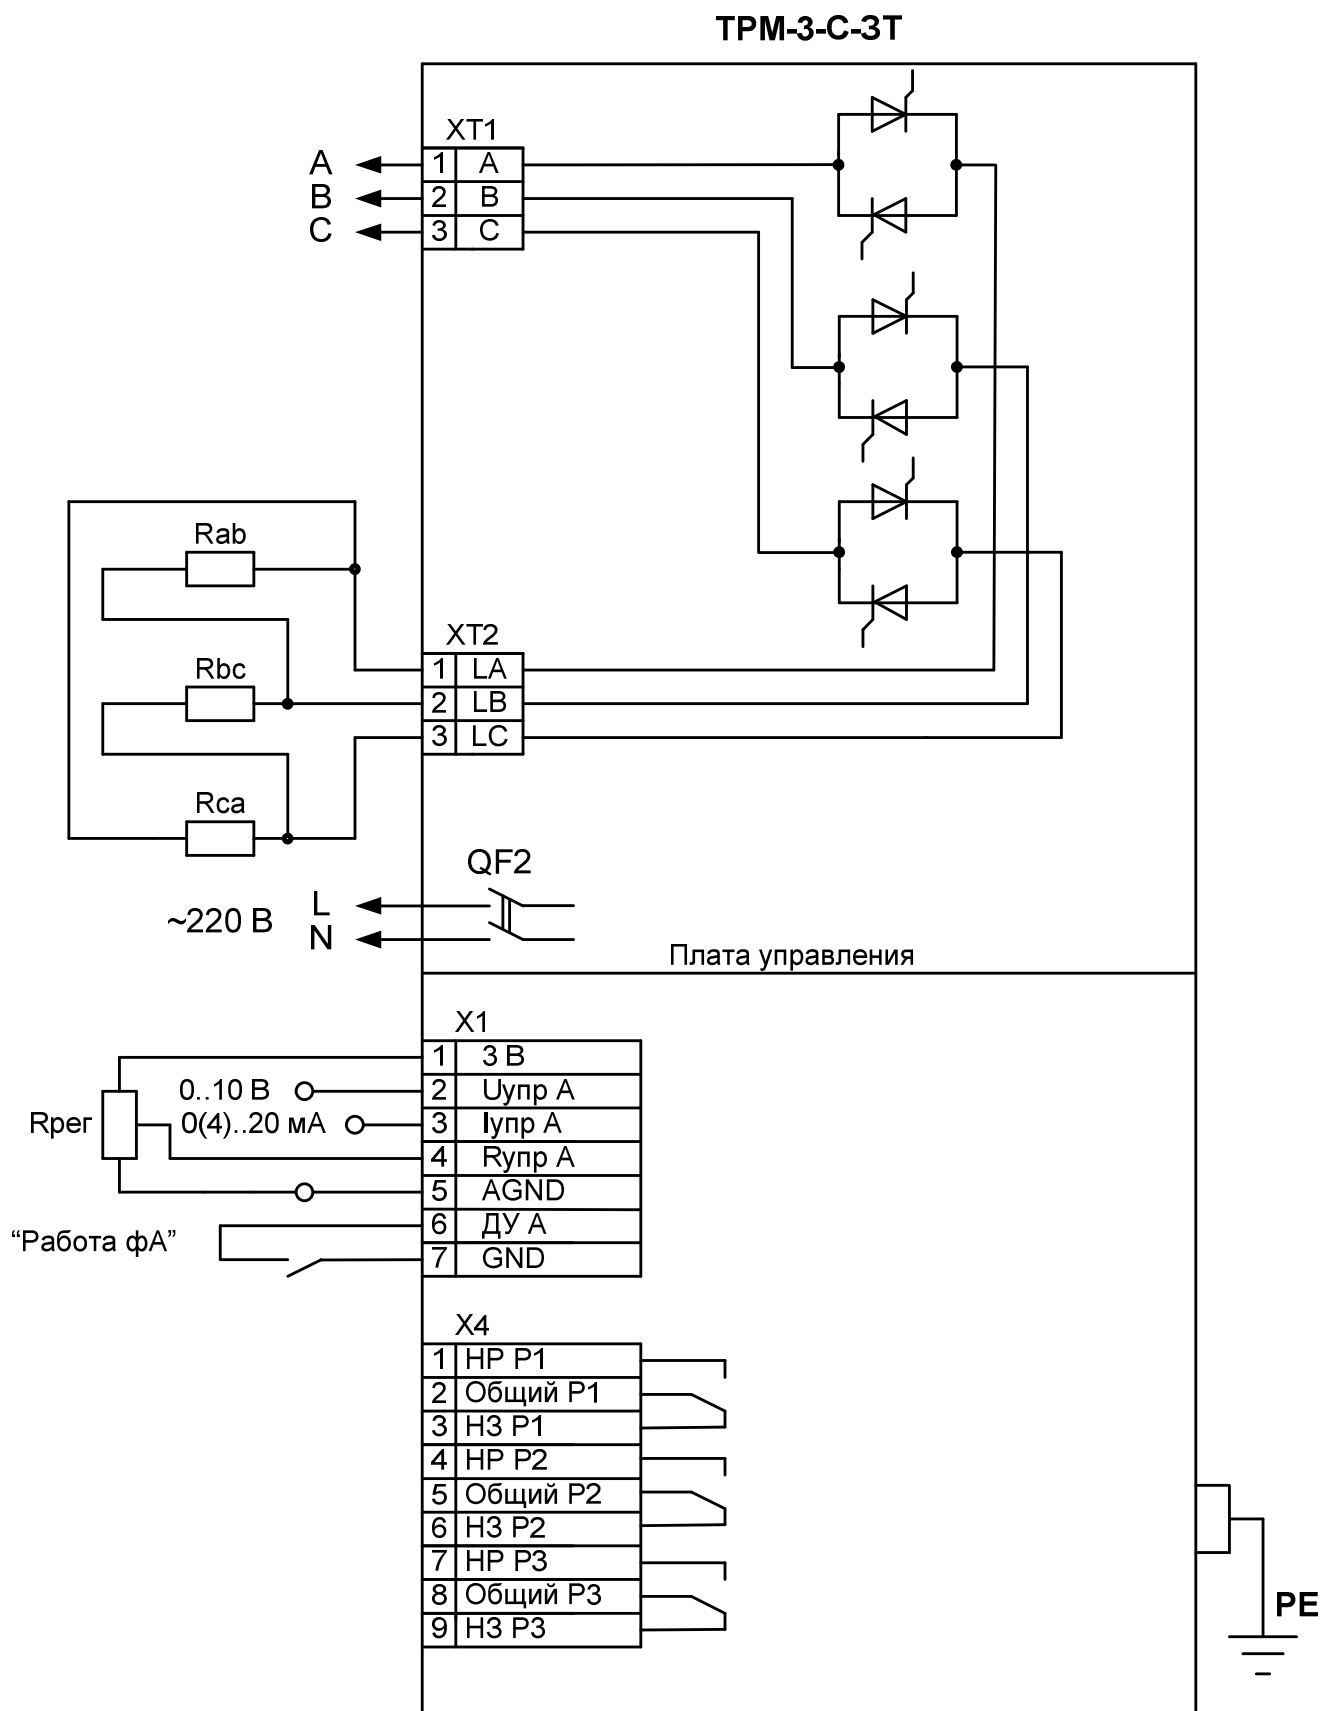 ТРМ-3-С-3Т
XT1
A 1 A
B 2 B
C 3 C
Rab
XT2
1 LA
Rbc
2 LB
3 LC
Rca
QF2
~220 В
L
N
Плата управления
X1
1 3 В
0..10 В 2 Uупр А
Rрег 0(4)..20 мА 3 Iупр А
4 Rупр А
5 AGND
6 ДУ А
“Работа фА”
7 GND
X4
1 НР Р1
2 Общий Р1
3 НЗ Р1
4 НР Р2
5 Общий Р2
6 НЗ Р2
7 НР Р3
8 Общий Р3
9 НЗ Р3
PE